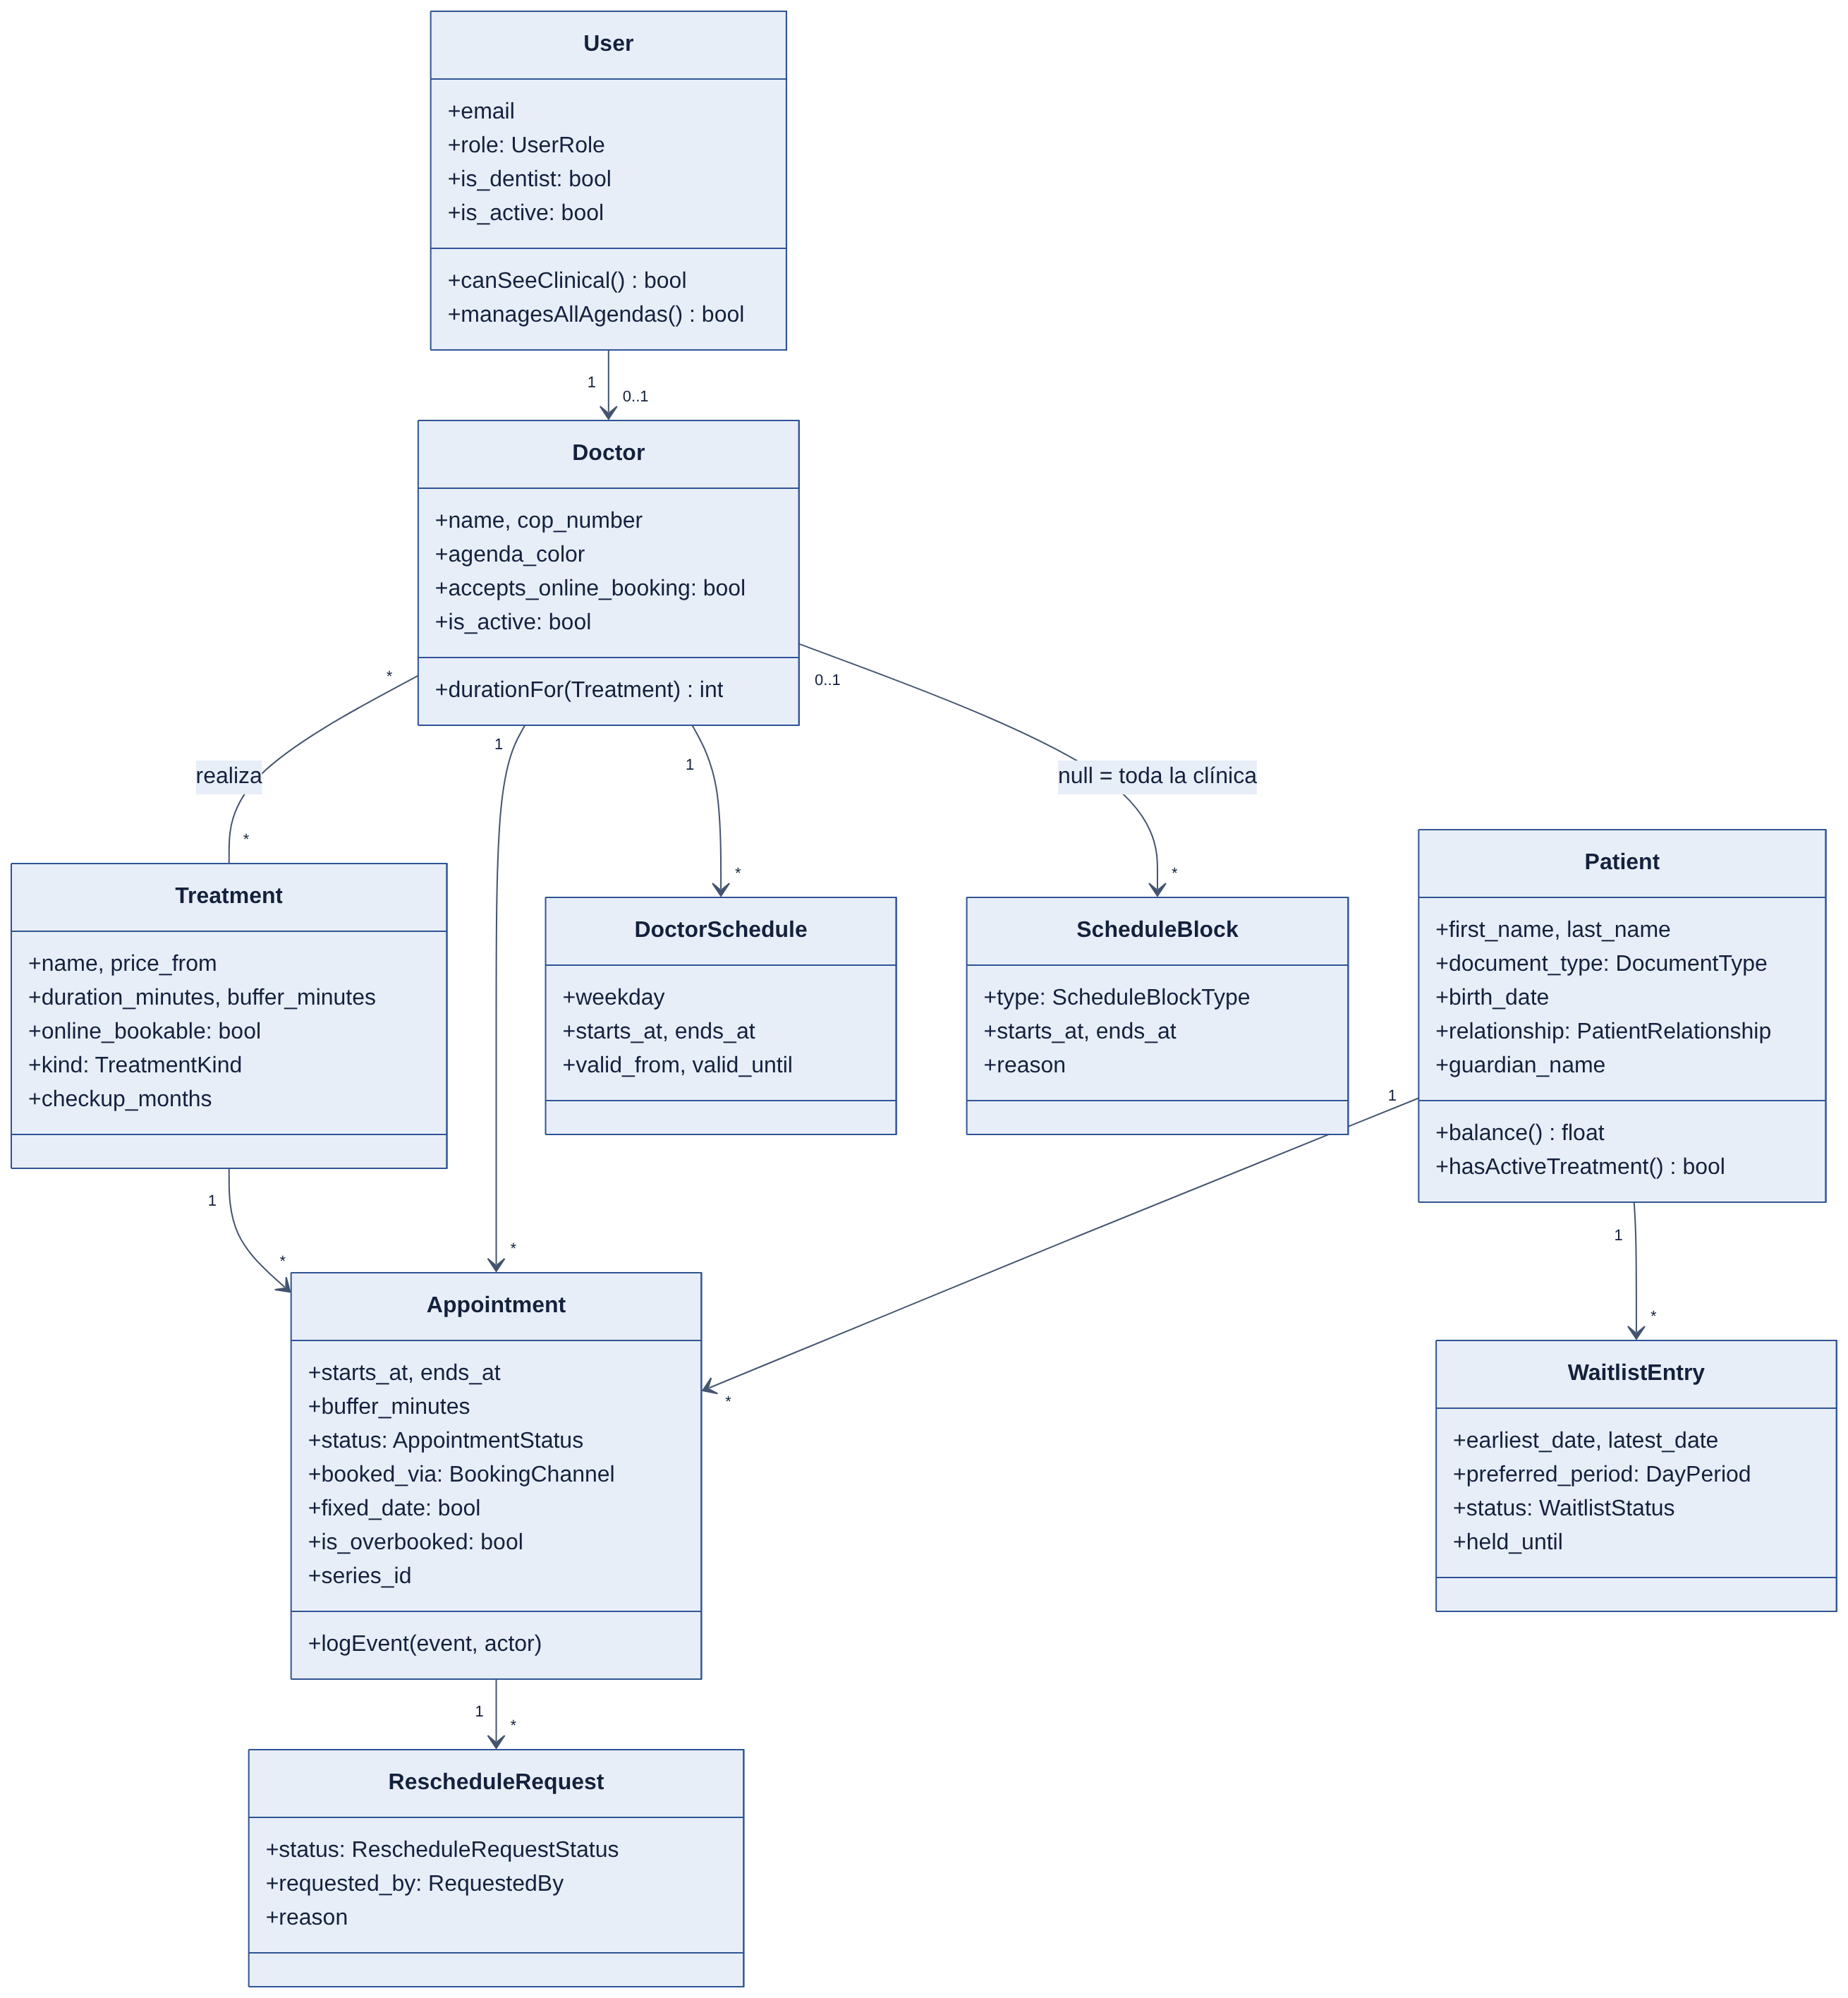 User
+email
+role: UserRole
+is_dentist: bool
+is_active: bool
+canSeeClinical() : bool
+managesAllAgendas() : bool
1
0..1
Doctor
+name, cop_number
+agenda_color
+accepts_online_booking: bool
+is_active: bool
+durationFor(Treatment) : int
*
0..1
1
1
realiza
null = toda la clínica
*
*
*
Treatment
+name, price_from
+duration_minutes, buffer_minutes
+online_bookable: bool
+kind: TreatmentKind
+checkup_months
DoctorSchedule
+weekday
+starts_at, ends_at
+valid_from, valid_until
ScheduleBlock
+type: ScheduleBlockType
+starts_at, ends_at
+reason
Patient
+first_name, last_name
+document_type: DocumentType
+birth_date
+relationship: PatientRelationship
+guardian_name
+balance() : float
+hasActiveTreatment() : bool
1
1
1
*
*
*
*
Appointment
+starts_at, ends_at
+buffer_minutes
+status: AppointmentStatus
+booked_via: BookingChannel
+fixed_date: bool
+is_overbooked: bool
+series_id
+logEvent(event, actor)
WaitlistEntry
+earliest_date, latest_date
+preferred_period: DayPeriod
+status: WaitlistStatus
+held_until
1
*
RescheduleRequest
+status: RescheduleRequestStatus
+requested_by: RequestedBy
+reason